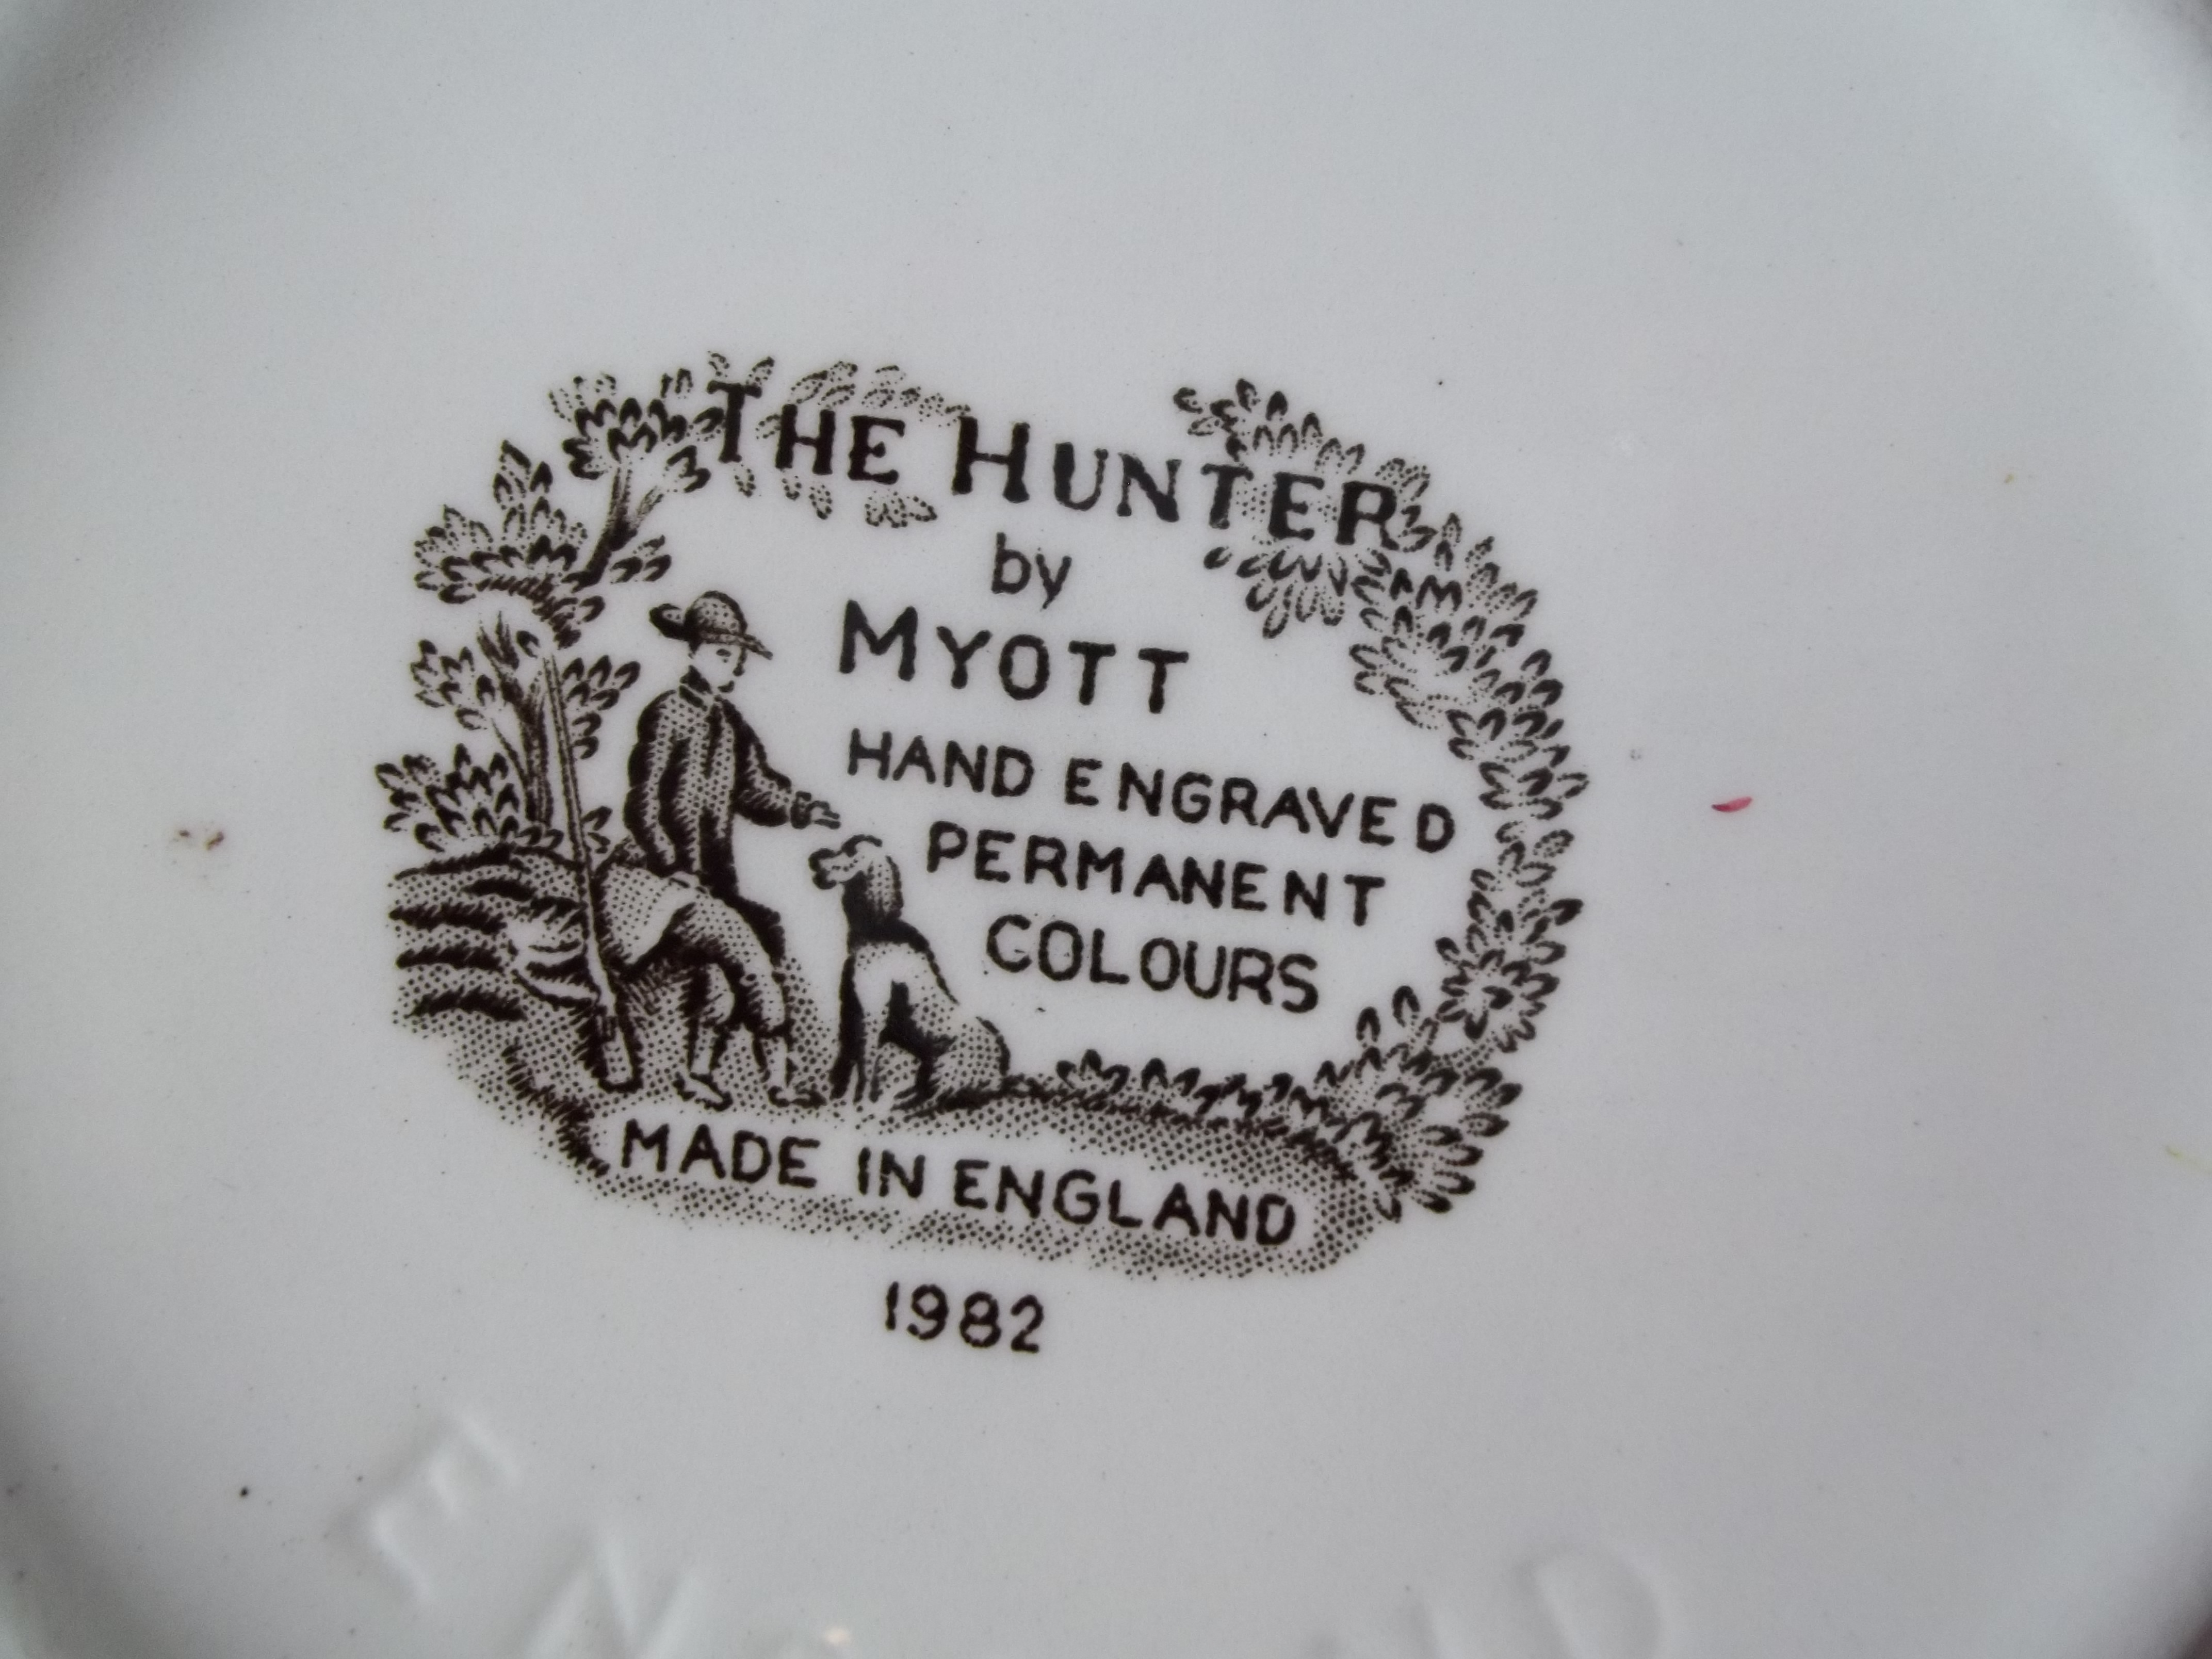 THE HUNTER
by
MYOTT
HAND ENGRAVED
PERMANENT
COLOURS
MADE IN ENGLAND
1982